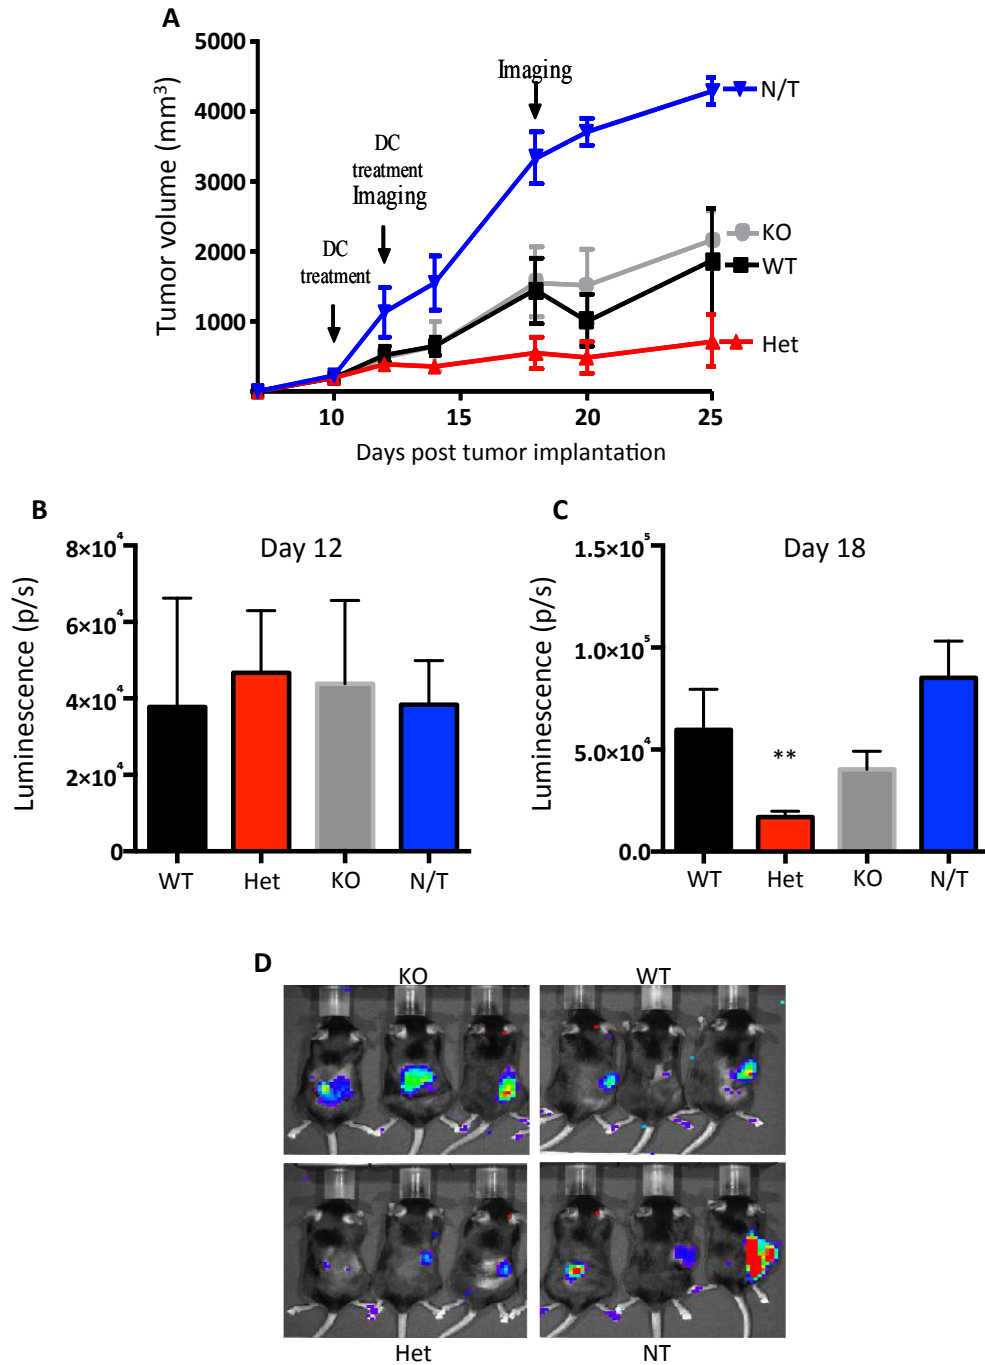 A
5000
4000
3000
2000
1000
Tumor volume (mm³)
Imaging
DC
treatment
Imaging
DC
treatment
N/T
KO
WT
Het
10
15
20
25
Days post tumor implantation
B
Day 12
8×10⁴
6×10⁴
4×10⁴
2×10⁴
0
Luminescence (p/s)
WT Het KO N/T
C
Day 18
1.5×10⁵
1.0×10⁵
5.0×10⁴
0.0
Luminescence (p/s)
**
WT Het KO N/T
D
KO
WT
Het
NT